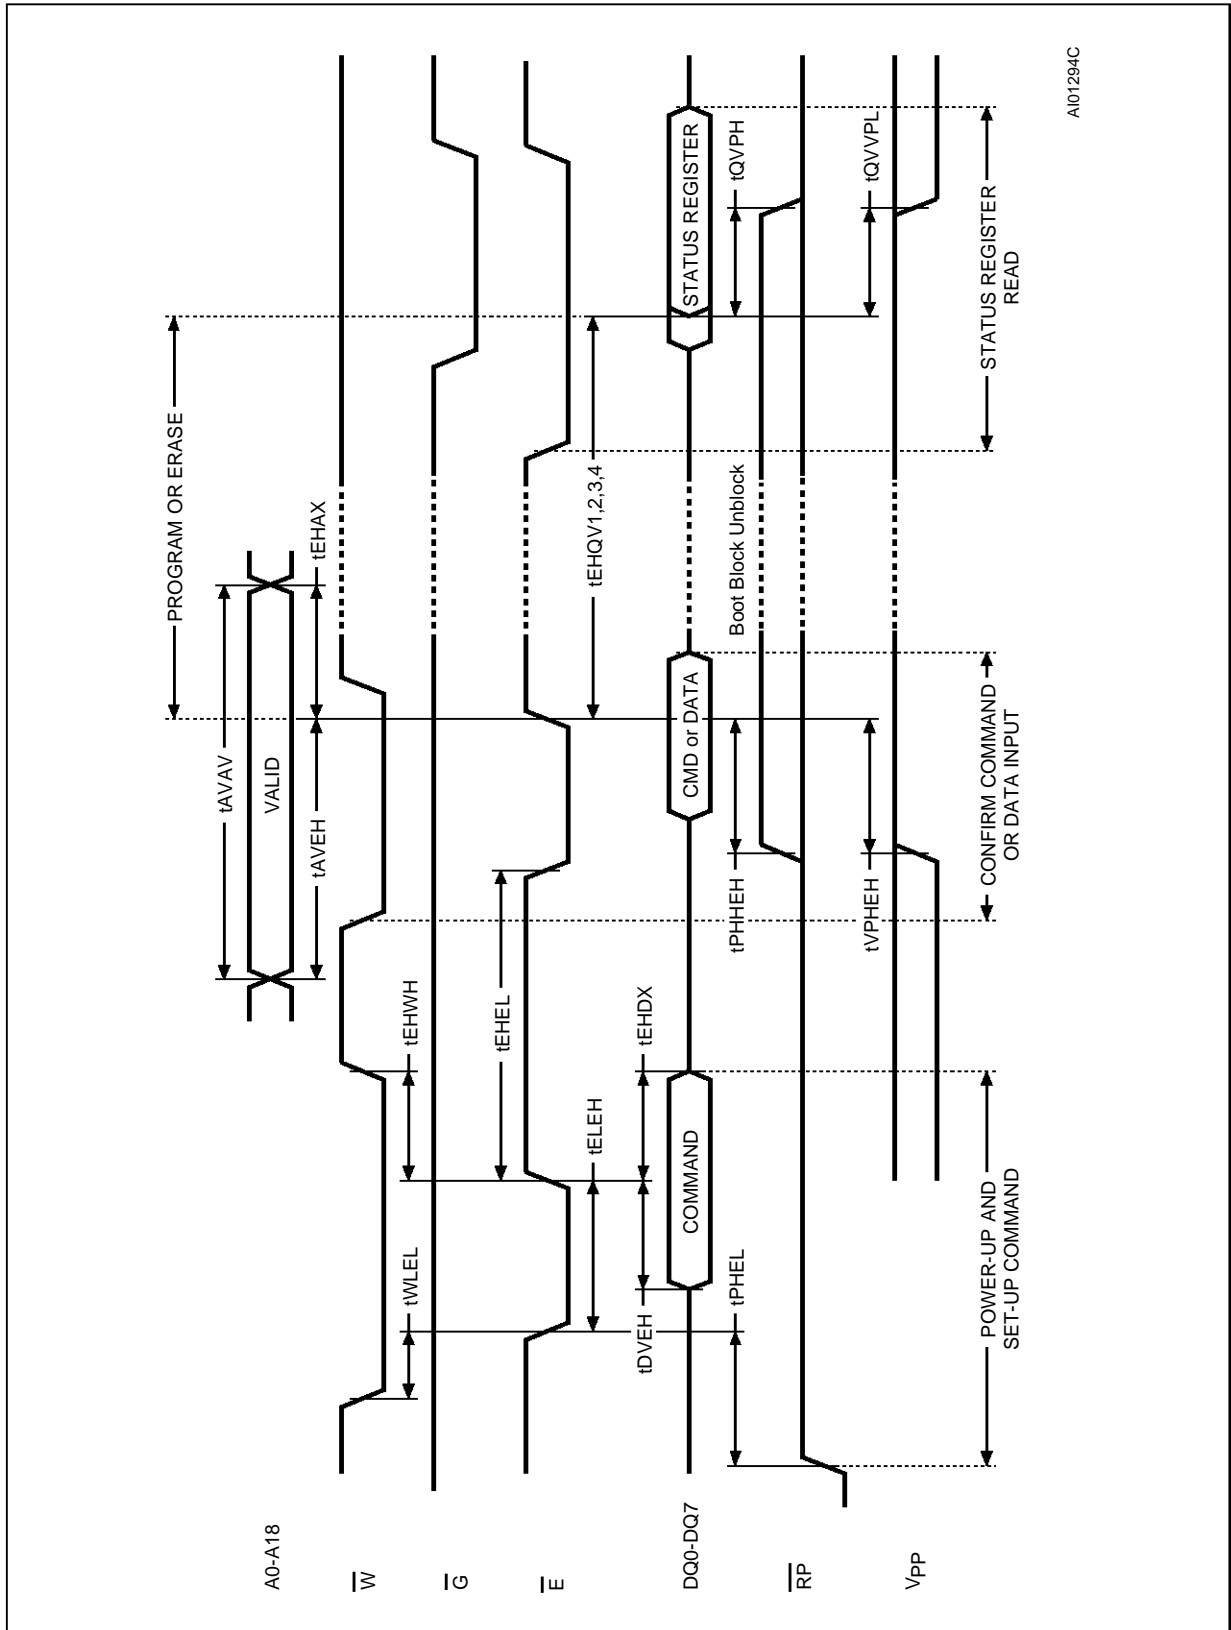 PROGRAM OR ERASE
tAVAV
A0-A18
VALID
tAVEH
tEHAX
W
tWLEL
tEHWH
G
tEHEL
E
tELEH
tEHQV1,2,3,4
tDVEH
tEHDX
DQ0-DQ7
COMMAND
CMD or DATA
STATUS REGISTER
tPHEL
tPHHEH
Boot Block Unblock
tQVPH
RP
tVPHEH
tQVVPL
VPP
POWER-UP AND
SET-UP COMMAND
CONFIRM COMMAND
OR DATA INPUT
STATUS REGISTER
READ
AI01294C